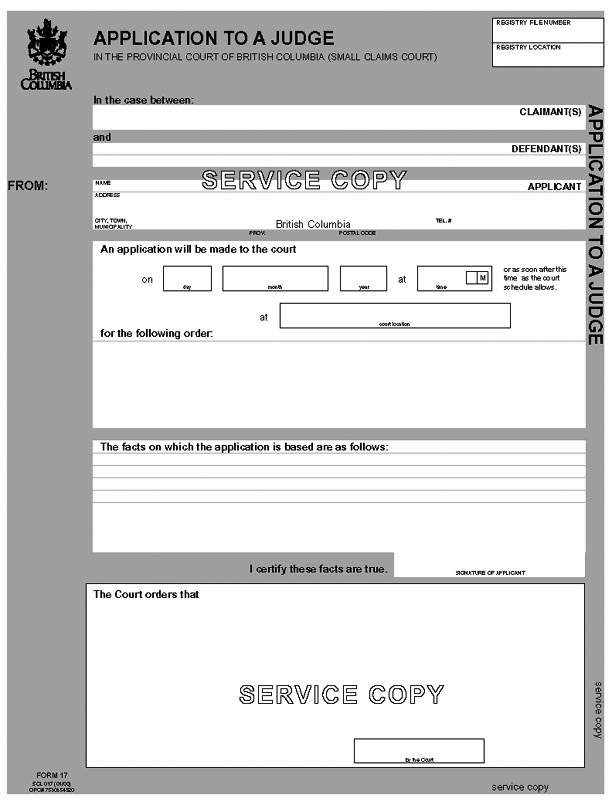 REGISTRY FILE NUMBER
APPLICATION TO A JUDGE
REGISTRY LOCATION
IN THE PROVINCIAL COURT OF BRITISH COLUMBIA (SMALL CLAIMS COURT)
BRITISH
COLUMBIA
In the case between:
CLAIMANT(S)
and
DEFENDANT(S)
SERVICE COPY
FROM:
NAME
APPLICANT
ADDRESS
CITY, TOWN,
MUNICIPALITY
British Columbia
TEL.#
PROV.
POSTAL CODE
APPLICATION TO A JUDGE
An application will be made to the court
on
day
month
year
at
time
M
or as soon after this
time as the court
schedule allows.
at
court location
for the following order:
The facts on which the application is based are as follows:
I certify these facts are true.
SIGNATURE OF APPLICANT
The Court orders that
SERVICE COPY
By the Court
service copy
FORM 17
SCL 017 (01/00)
service copy